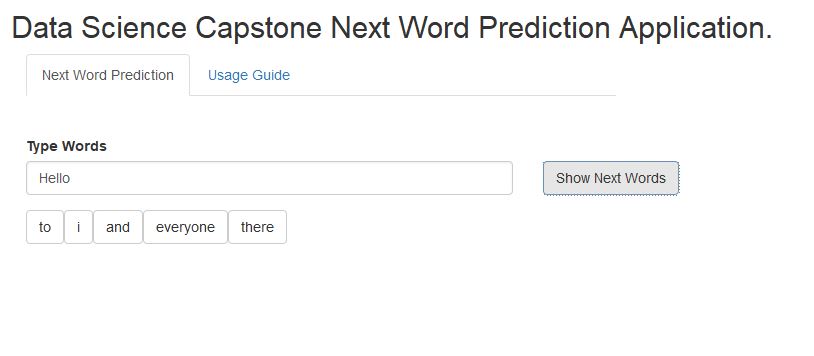 Data Science Capstone Next Word Prediction Application.
Next Word Prediction Usage Guide
Type Words
Hello Show Next Words
to i and everyone there